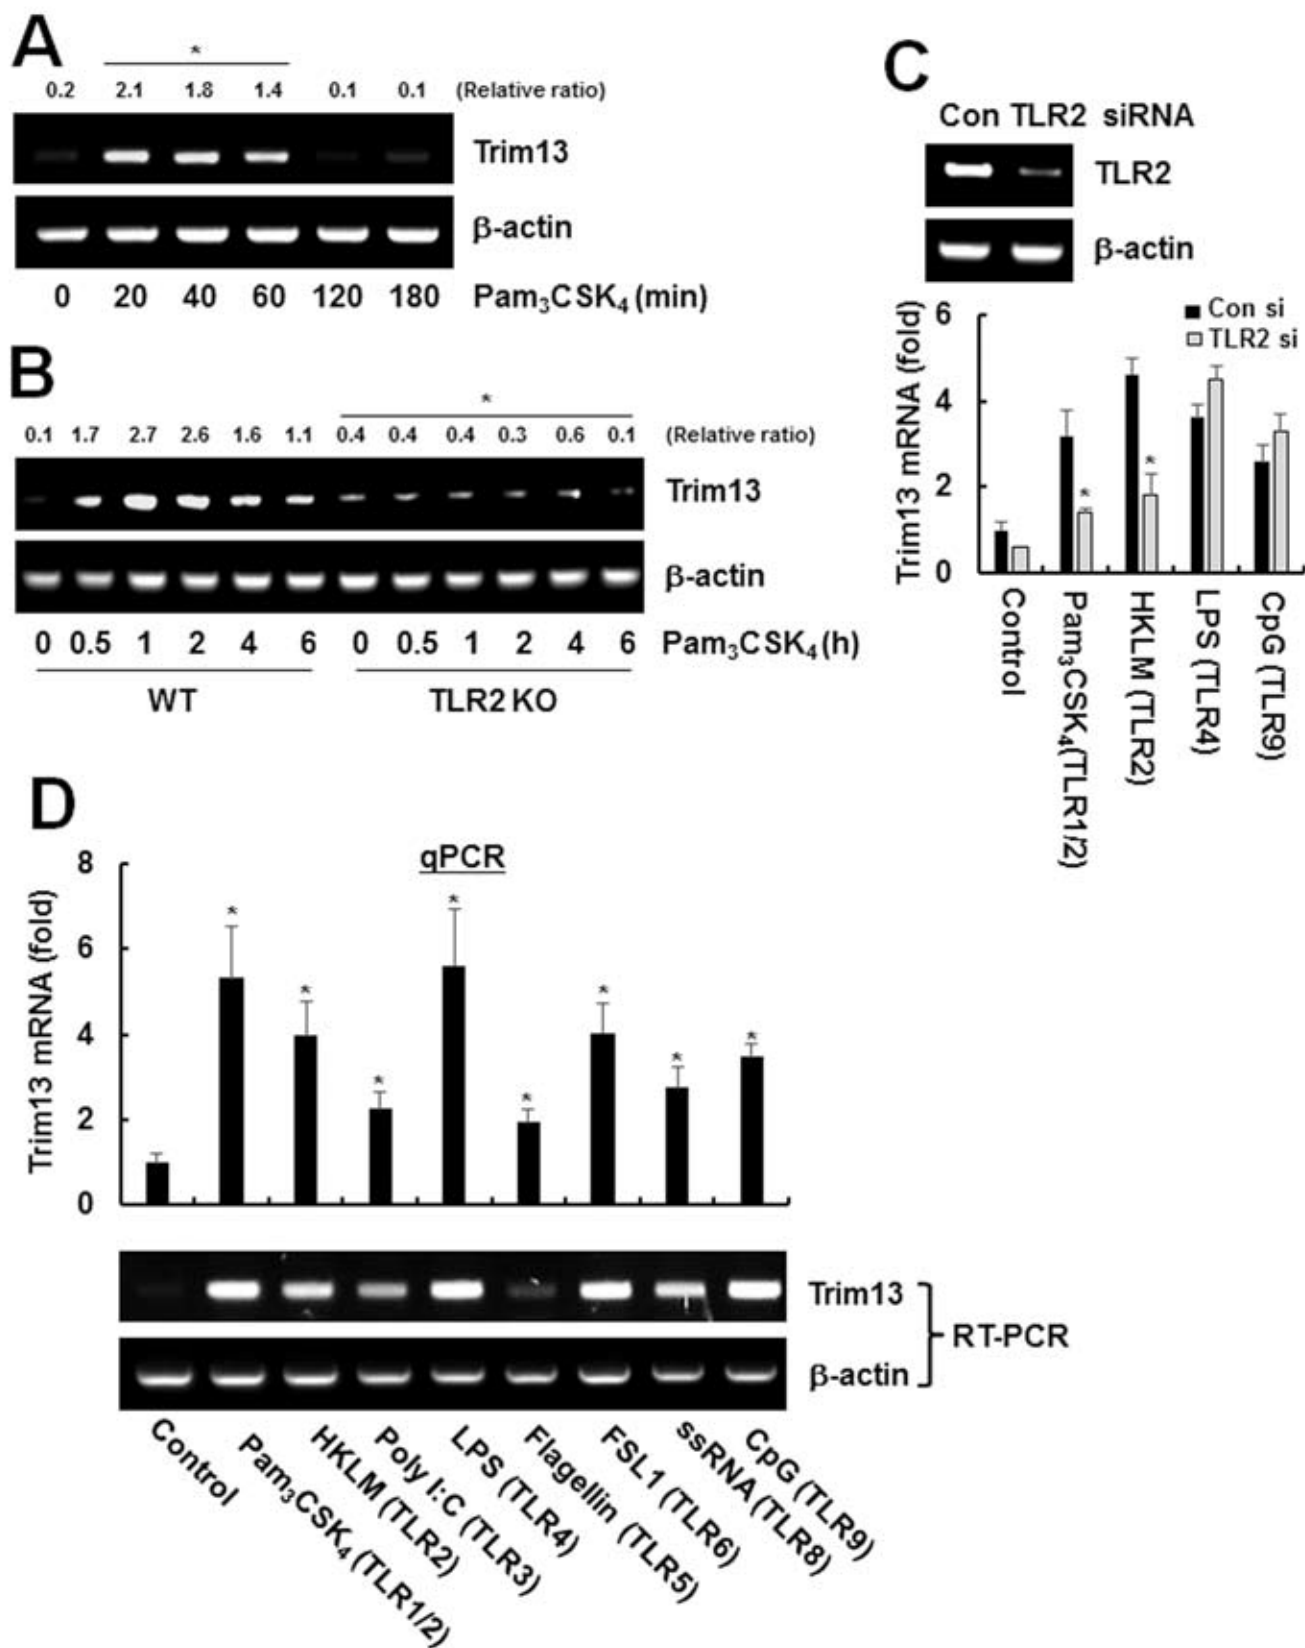 A
*
0.2 2.1 1.8 1.4 0.1 0.1 (Relative ratio)
Trim13
β-actin
0 20 40 60 120 180 Pam₃CSK₄ (min)
B
*
0.1 1.7 2.7 2.6 1.6 1.1 0.4 0.4 0.4 0.3 0.6 0.1 (Relative ratio)
Trim13
β-actin
0 0.5 1 2 4 6 0 0.5 1 2 4 6 Pam₃CSK₄ (h)
WT TLR2 KO
C
Con TLR2 siRNA
TLR2
β-actin
Con si
TLR2 si
Trim13 mRNA (fold)
6
4
2
0
* *
Control
Pam₃CSK₄(TLR1/2)
HKLM (TLR2)
LPS (TLR4)
CpG (TLR9)
D
qPCR
Trim13 mRNA (fold)
8
6
4
2
0
* * * * * * * *
Trim13
β-actin
RT-PCR
Control
Pam₃CSK₄ (TLR1/2)
HKLM (TLR2)
Poly I:C (TLR3)
LPS (TLR4)
Flagellin (TLR5)
FSL1 (TLR6)
ssRNA (TLR8)
CpG (TLR9)